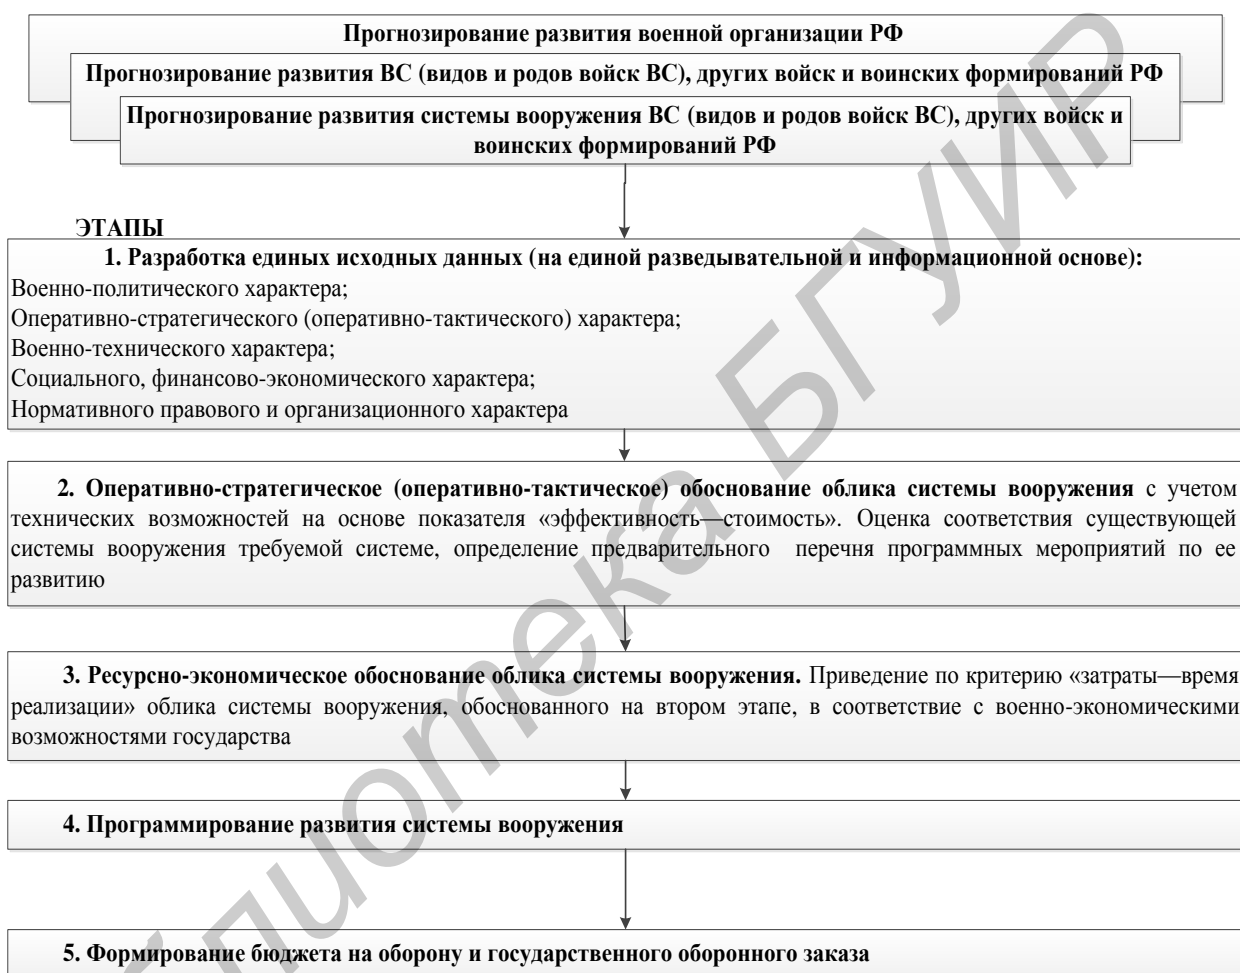 Прогнозирование развития военной организации РФ
Прогнозирование развития ВС (видов и родов войск ВС), других войск и воинских формирований РФ
Прогнозирование развития системы вооружения ВС (видов и родов войск ВС), других войск и
воинских формирований РФ
ЭТАПЫ
1. Разработка единых исходных данных (на единой разведывательной и информационной основе):
Военно-политического характера;
Оперативно-стратегического (оперативно-тактического) характера;
Военно-технического характера;
Социального, финансово-экономического характера;
Нормативного правового и организационного характера
2. Оперативно-стратегическое (оперативно-тактическое) обоснование облика системы вооружения с учетом
технических возможностей на основе показателя «эффективность—стоимость». Оценка соответствия существующей
системы вооружения требуемой системе, определение предварительного перечня программных мероприятий по ее
развитию
3. Ресурсно-экономическое обоснование облика системы вооружения. Приведение по критерию «затраты—время
реализации» облика системы вооружения, обоснованного на втором этапе, в соответствие с военно-экономическими
возможностями государства
4. Программирование развития системы вооружения
5. Формирование бюджета на оборону и государственного оборонного заказа
блиотека БГУИР